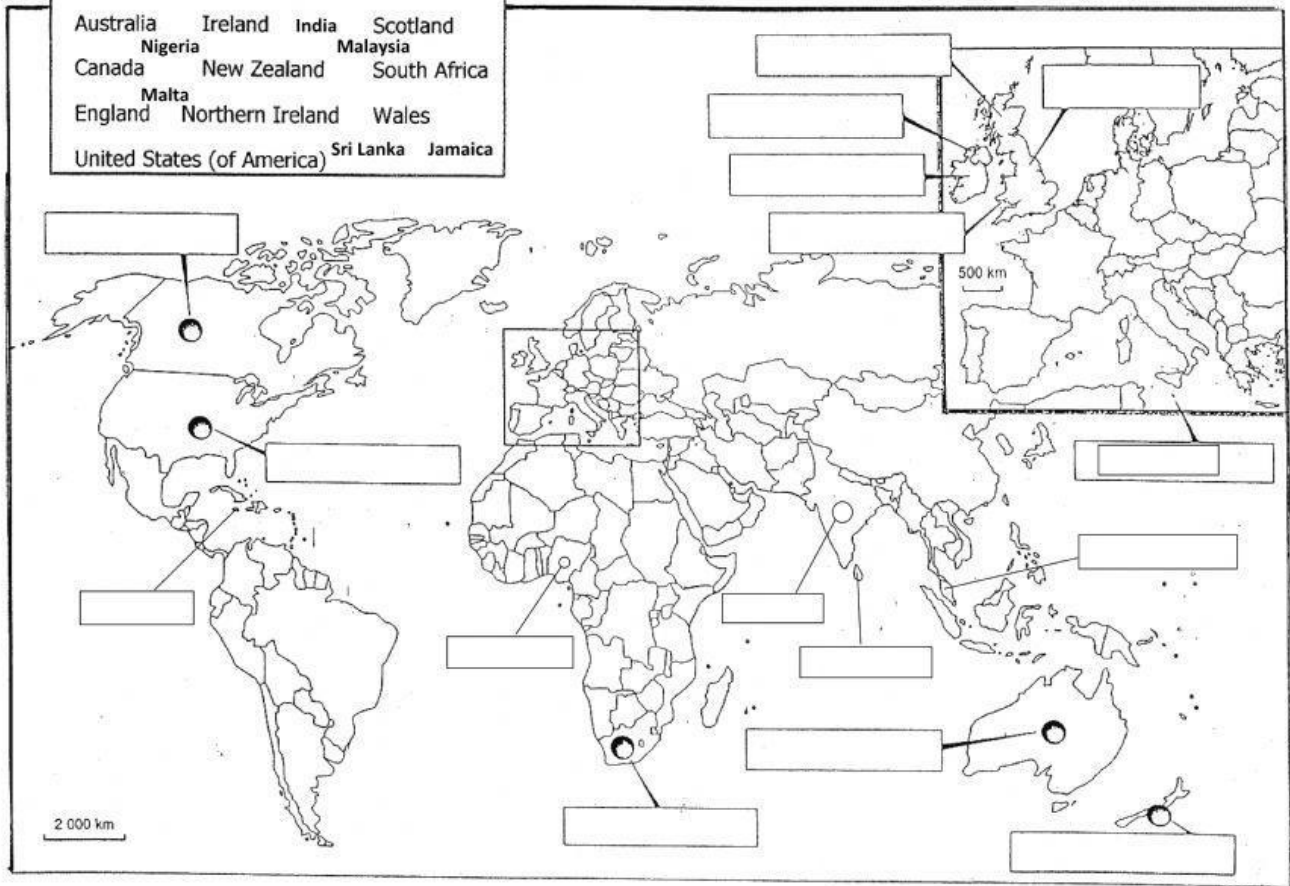 Australia Ireland India Scotland
Nigeria Malaysia
Canada New Zealand South Africa
Malta
England Northern Ireland Wales
United States (of America) Sri Lanka Jamaica
500 km
2 000 km